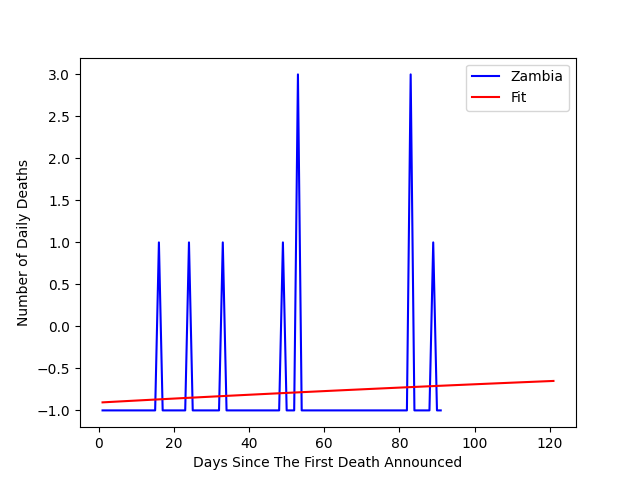 Zambia
Fit
3.0
2.5
2.0
1.5
1.0
0.5
0.0
−0.5
−1.0
0 20 40 60 80 100 120
Number of Daily Deaths
Days Since The First Death Announced